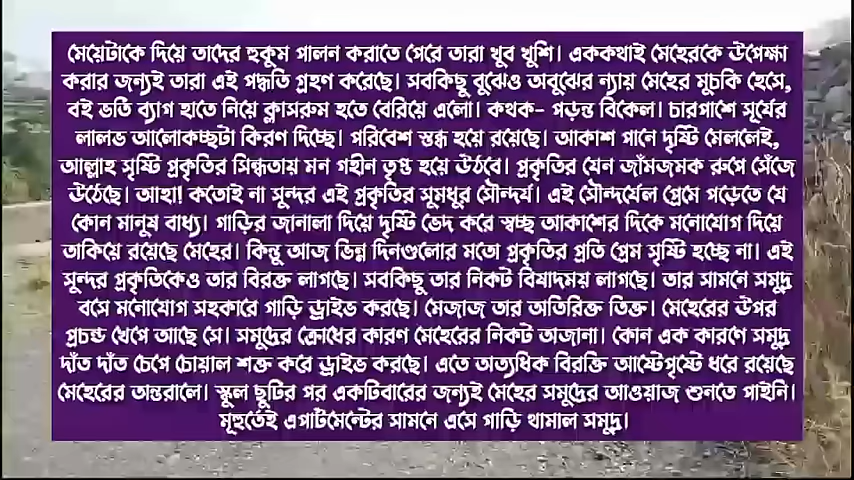 মেয়েটাকে দিয়ে তাদের হুকুম পালন করাতে পেরে তারা খুব খুশি। এককথাই মেহেরকে উপেক্ষা
করার জন্যই তারা এই পদ্ধতি গ্রহণ করেছে। সবকিছু বুঝেও অবুঝের ন্যায় মেহের মুচকি হেসে,
বই ভর্তি ব্যাগ হাতে নিয়ে ক্লাসরুম হতে বেরিয়ে এলো। কথক- পড়ন্ত বিকেল। চারপাশে সূর্যের
লালভ আলোকচ্ছটা কিরণ দিচ্ছে। পরিবেশ স্তব্ধ হয়ে রয়েছে। আকাশ পানে দৃষ্টি মেললেই,
আল্লাহ সৃষ্টি প্রকৃতির সিন্ধতায় মন গহীন তৃপ্ত হয়ে উঠবে। প্রকৃতির যেন জাঁমজমক রুপে সেঁজে
উঠেছে। আহা! কতোই না সুন্দর এই প্রকৃতির সুমধুর সৌন্দর্য। এই সৌন্দর্যেল প্রেমে পড়েতে যে
কোন মানুষ বাধ্য। গাড়ির জানালা দিয়ে দৃষ্টি ভেদ করে স্বচ্ছ আকাশের দিকে মনোযোগ দিয়ে
তাকিয়ে রয়েছে মেহের। কিন্তু আজ ভিন্ন দিনগুলোর মতো প্রকৃতির প্রতি প্রেম সৃষ্টি হচ্ছে না। এই
সুন্দর প্রকৃতিকেও তার বিরক্ত লাগছে। সবকিছু তার নিকট বিষাদময় লাগছে। তার সামনে সমুদ্র
বসে মনোযোগ সহকারে গাড়ি ড্রাইভ করছে। মেজাজ তার অতিরিক্ত তিক্ত। মেহেরের উপর
প্রচন্ড খেপে আছে সে। সমুদ্রের ক্রোধের কারণ মেহেরের নিকট অজানা। কোন এক কারণে সমুদ্র
দাঁত দাঁত চেপে চোয়াল শক্ত করে ড্রাইভ করছে। এতে অত্যধিক বিরক্তি আষ্টেপৃষ্টে ধরে রয়েছে
মেহেরের অন্তরালে। স্কুল ছুটির পর একটিবারের জন্যই মেহের সমুদ্রের আওয়াজ শুনতে পাইনি।
মূহুর্তেই এপার্টমেন্টের সামনে এসে গাড়ি থামাল সমুদ্র।